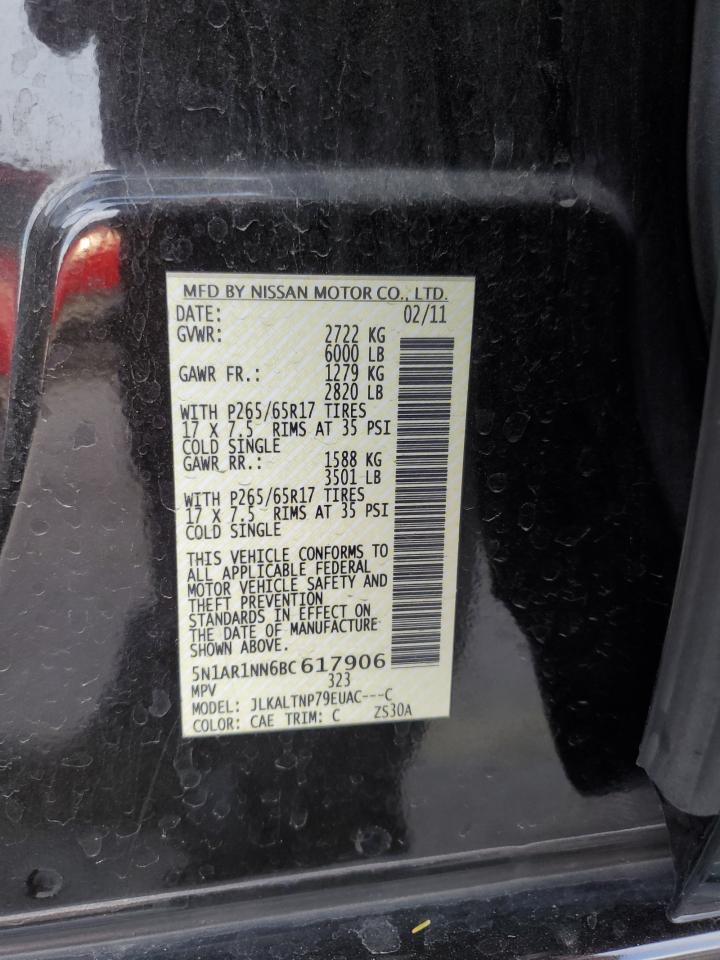 MFD BY NISSAN MOTOR CO., LTD.
DATE: 02/11
GVWR: 2722 KG
6000 LB
GAWR FR.: 1279 KG
2820 LB
WITH P265/65R17 TIRES
17 X 7.5 RIMS AT 35 PSI
COLD SINGLE
GAWR RR.: 1588 KG
3501 LB
WITH P265/65R17 TIRES
17 X 7.5 RIMS AT 35 PSI
COLD SINGLE
THIS VEHICLE CONFORMS TO
ALL APPLICABLE FEDERAL
MOTOR VEHICLE SAFETY AND
THEFT PREVENTION
STANDARDS IN EFFECT ON
THE DATE OF MANUFACTURE
SHOWN ABOVE.
5N1AR1NN6BC 617906
MPV 323
MODEL: JLKALTNP79EUAC---C
COLOR: CAE TRIM: C ZS30A